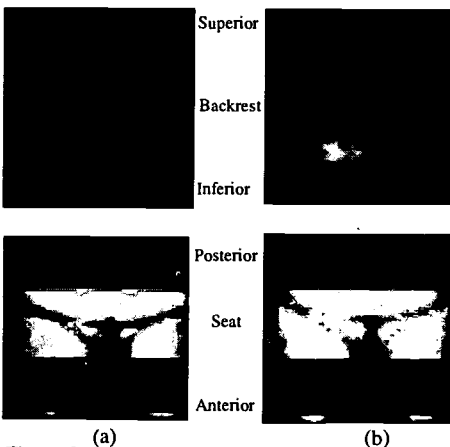 Superior
Backrest
Inferior
Posterior
Seat
Anterior
(a)
(b)